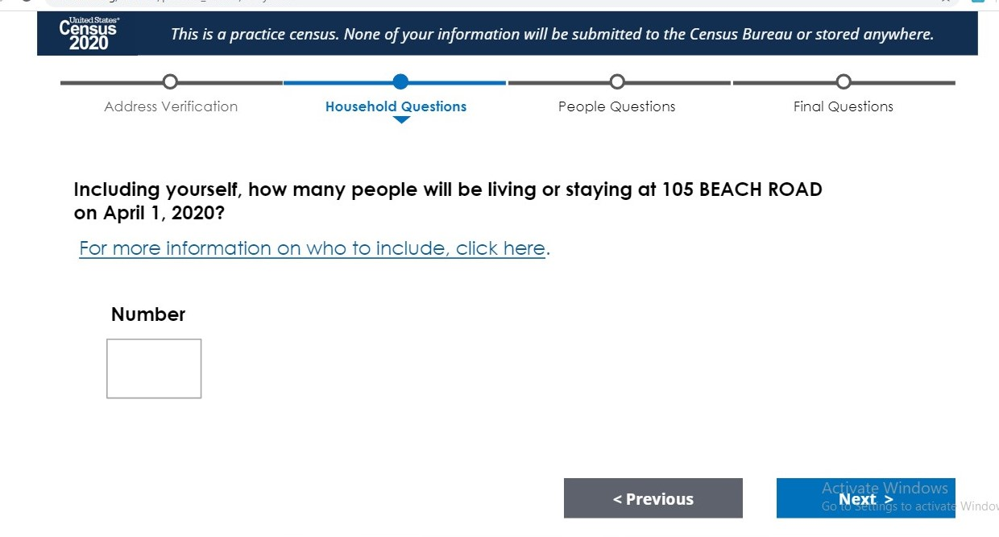 United States®
Census
2020
This is a practice census. None of your information will be submitted to the Census Bureau or stored anywhere.
Address Verification
Household Questions
People Questions
Final Questions
Including yourself, how many people will be living or staying at 105 BEACH ROAD
on April 1, 2020?
For more information on who to include, click here.
Number
< Previous
Next >
Activate Windows
Go to Settings to activate Windov